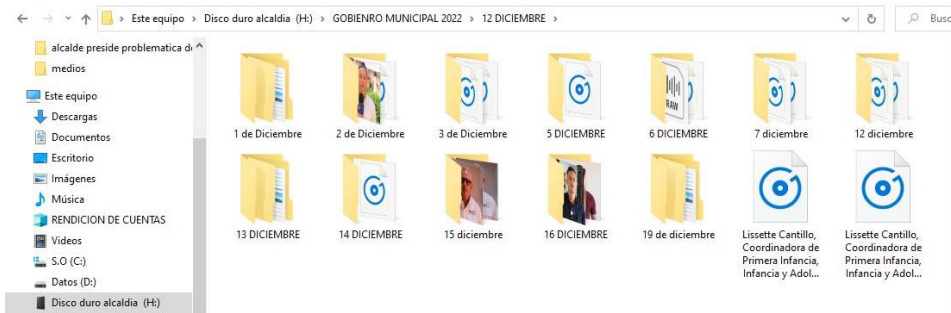 Este equipo > Disco duro alcaldia (H:) > GOBIENRO MUNICIPAL 2022 > 12 DICIEMBRE >
Busc
alcalde preside problematica de
medios
Este equipo
Descargas
Documentos
Escritorio
Imágenes
Música
RENDICION DE CUENTAS
Videos
S.O (C:)
Datos (D:)
Disco duro alcaldia (H:)
1 de Diciembre
2 de Diciembre
3 de Diciembre
5 DICIEMBRE
6 DICIEMBRE
7 diciembre
12 diciembre
RAW
13 DICIEMBRE
14 DICIEMBRE
15 diciembre
16 DICIEMBRE
19 de diciembre
Lissette Cantillo,
Coordinadora de
Primera Infancia,
Infancia y Adol...
Lissette Cantillo,
Coordinadora de
Primera Infancia,
Infancia y Adol...